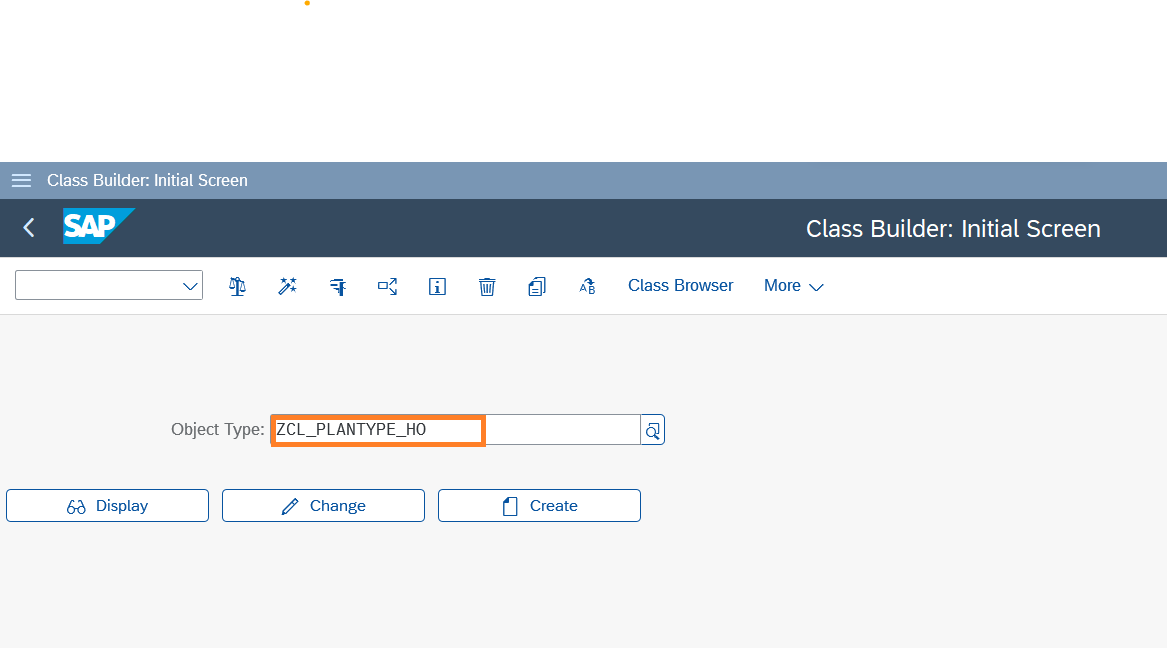 Class Builder: Initial Screen
SAP
Class Builder: Initial Screen
Class Browser
More
Object Type: ZCL_PLANTYPE_HO
Display
Change
Create